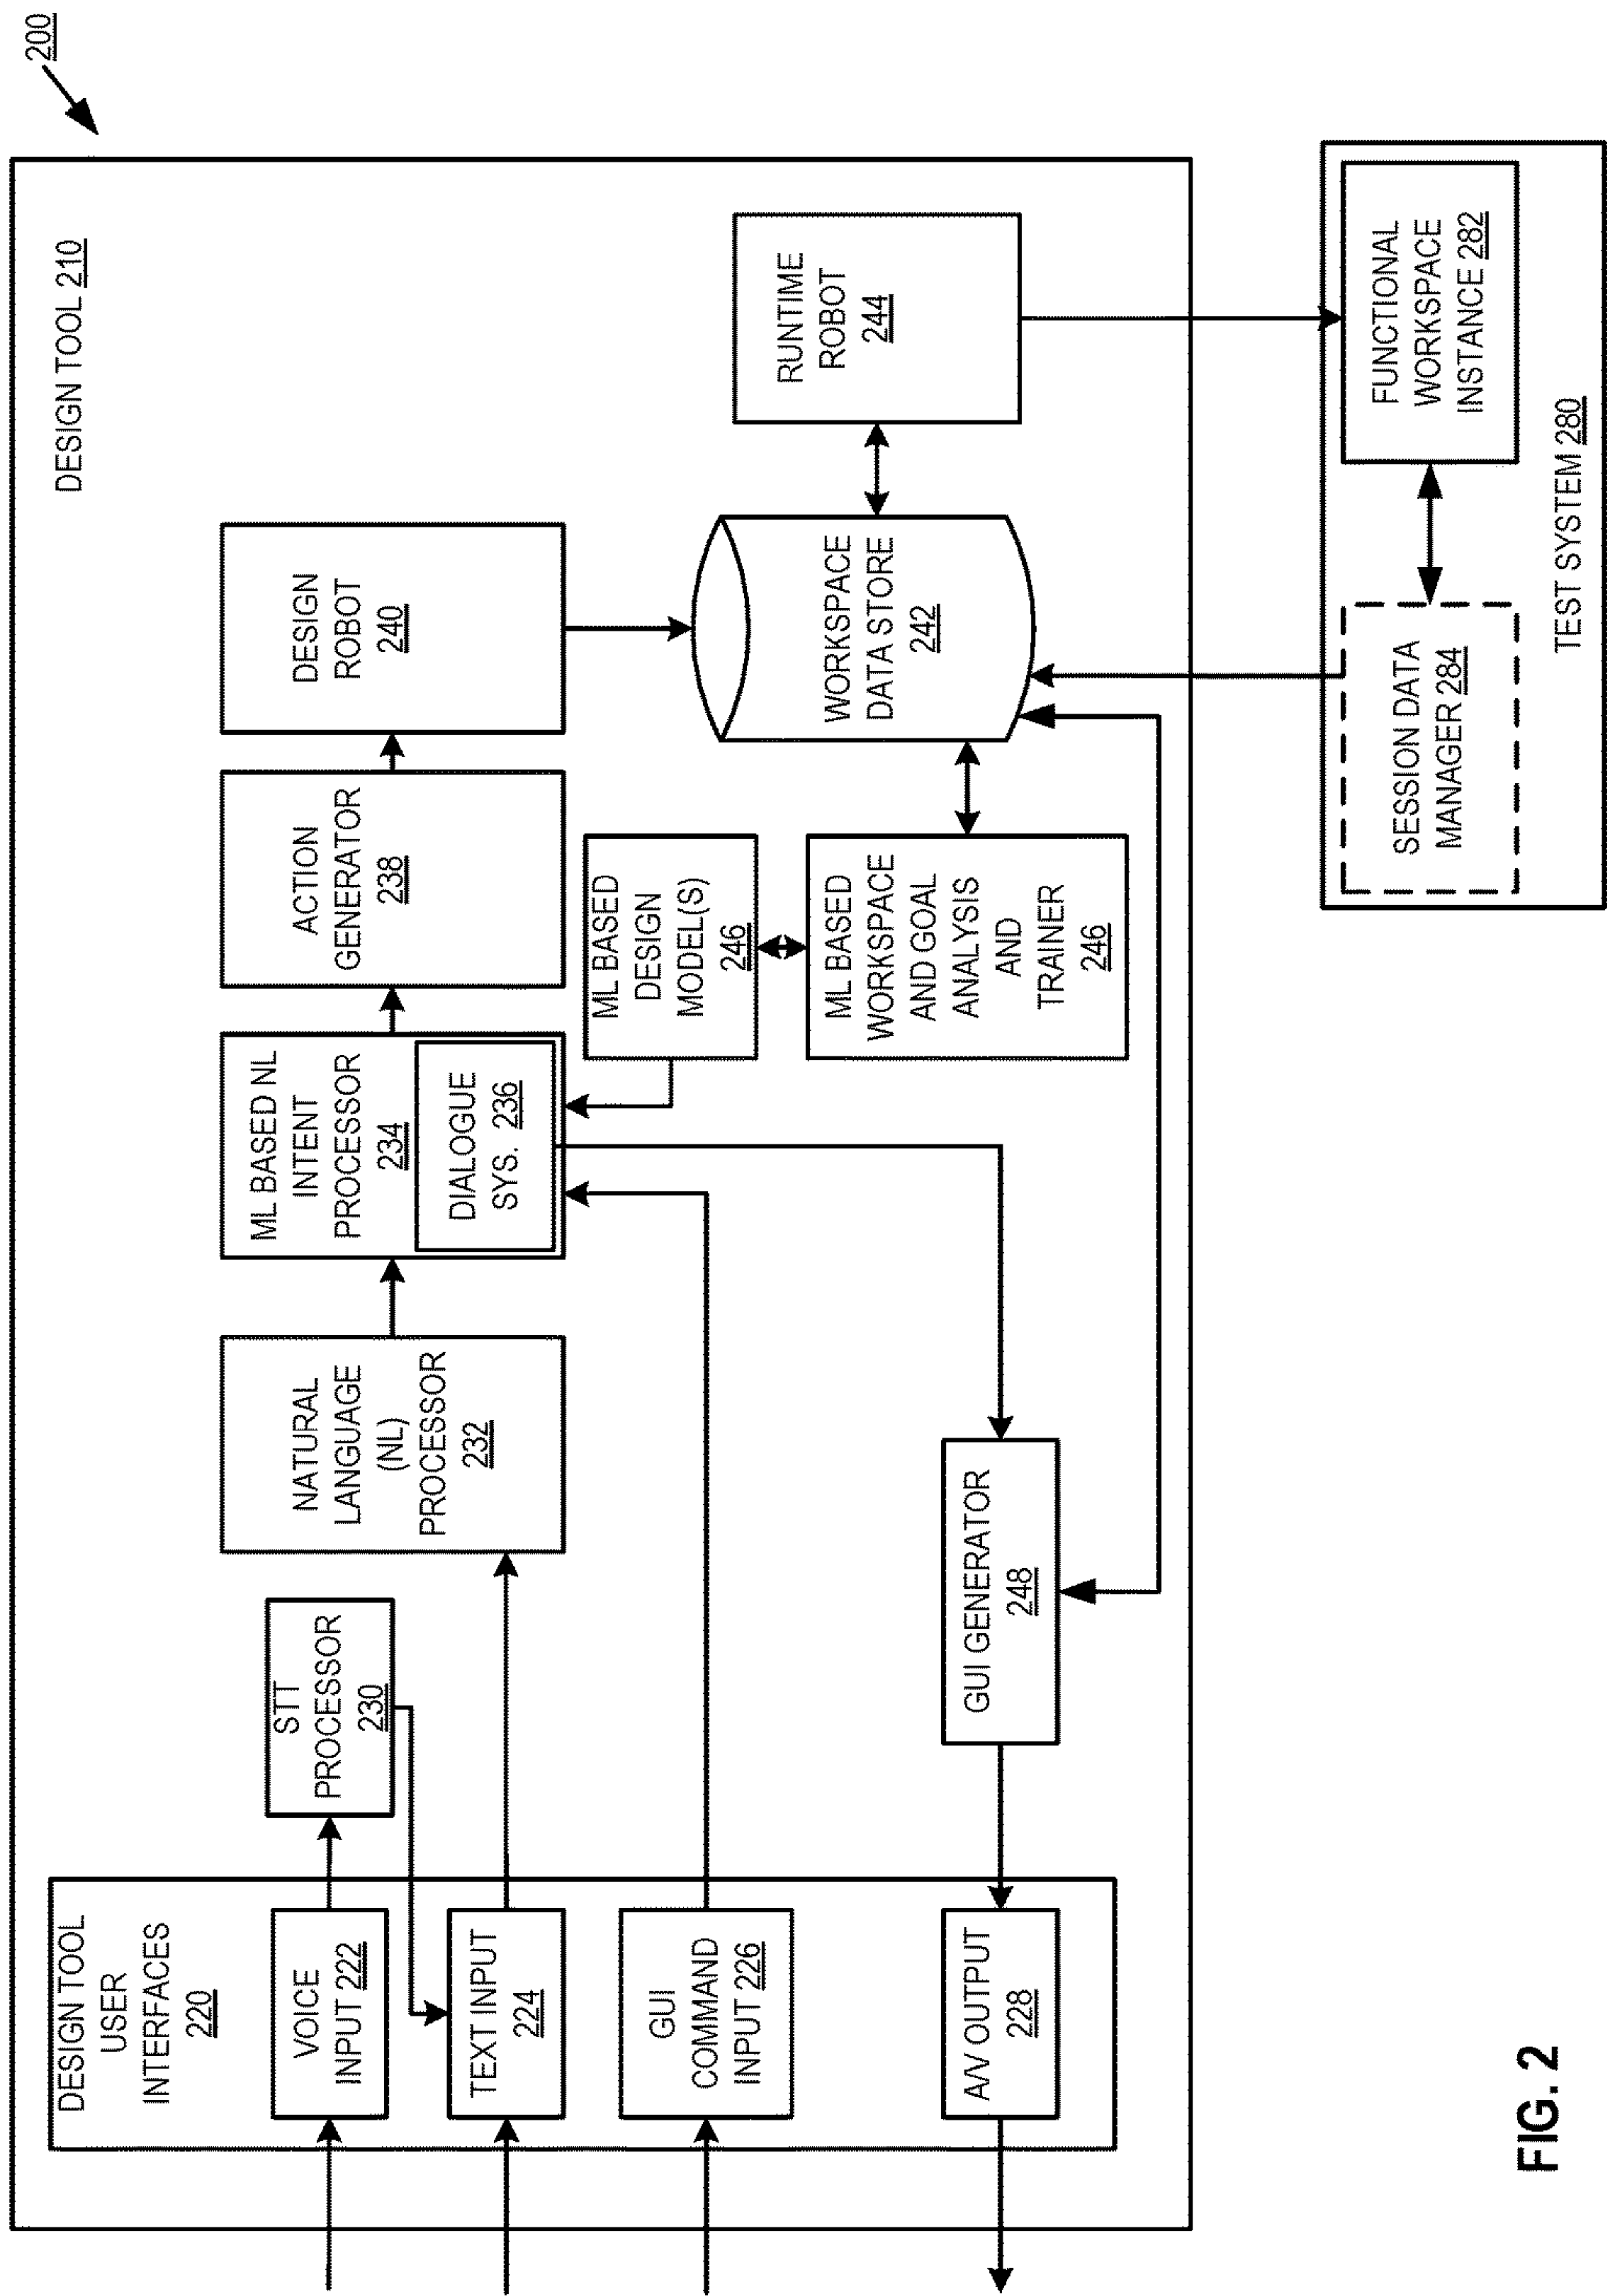 200
DESIGN TOOL 210
DESIGN TOOL
USER
INTERFACES
220
VOICE
INPUT 222
TEXT INPUT
224
GUI
COMMAND
INPUT 226
A/V OUTPUT
228
STT
PROCESSOR
230
NATURAL
LANGUAGE
(NL)
PROCESSOR
232
ML BASED NL
INTENT
PROCESSOR
234
DIALOGUE
SYS. 236
ACTION
GENERATOR
238
DESIGN
ROBOT
240
ML BASED
DESIGN
MODEL(S)
246
ML BASED
WORKSPACE
AND GOAL
ANALYSIS
AND
TRAINER
246
WORKSPACE
DATA STORE
242
RUNTIME
ROBOT
244
GUI GENERATOR
248
SESSION DATA
MANAGER 284
FUNCTIONAL
WORKSPACE
INSTANCE 282
TEST SYSTEM 280
FIG. 2